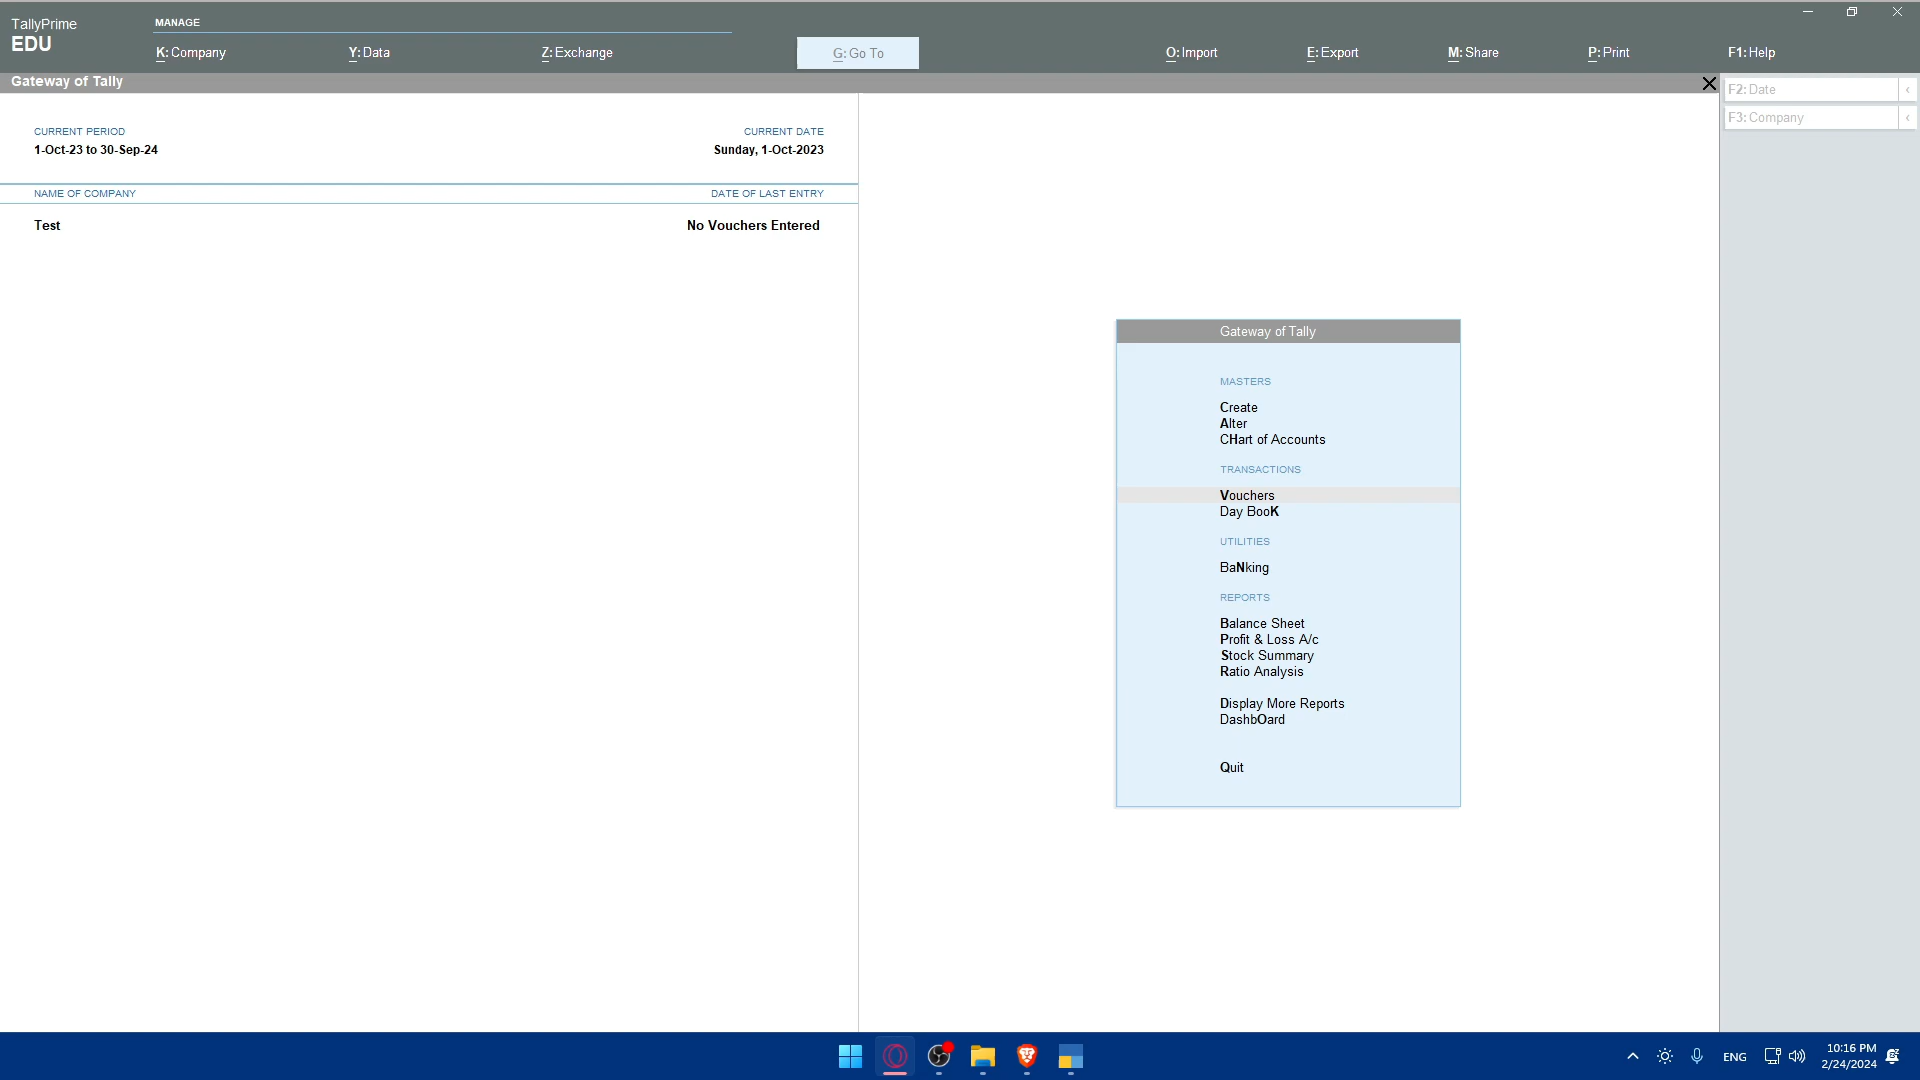 TallyPrime
EDU
MANAGE
K: Company
Y: Data
Z: Exchange
G: Go To
O: Import
E: Export
M: Share
P: Print
F1: Help
Gateway of Tally
F2: Date
F3: Company
CURRENT PERIOD
1-Oct-23 to 30-Sep-24
CURRENT DATE
Sunday, 1-Oct-2023
NAME OF COMPANY
DATE OF LAST ENTRY
Test
No Vouchers Entered
Gateway of Tally
MASTERS
Create
Alter
CHart of Accounts
TRANSACTIONS
Vouchers
Day BooK
UTILITIES
BaNking
REPORTS
Balance Sheet
Profit & Loss A/c
Stock Summary
Ratio Analysis
Display More Reports
DashbOard
Quit
ENG
10:16 PM
2/24/2024